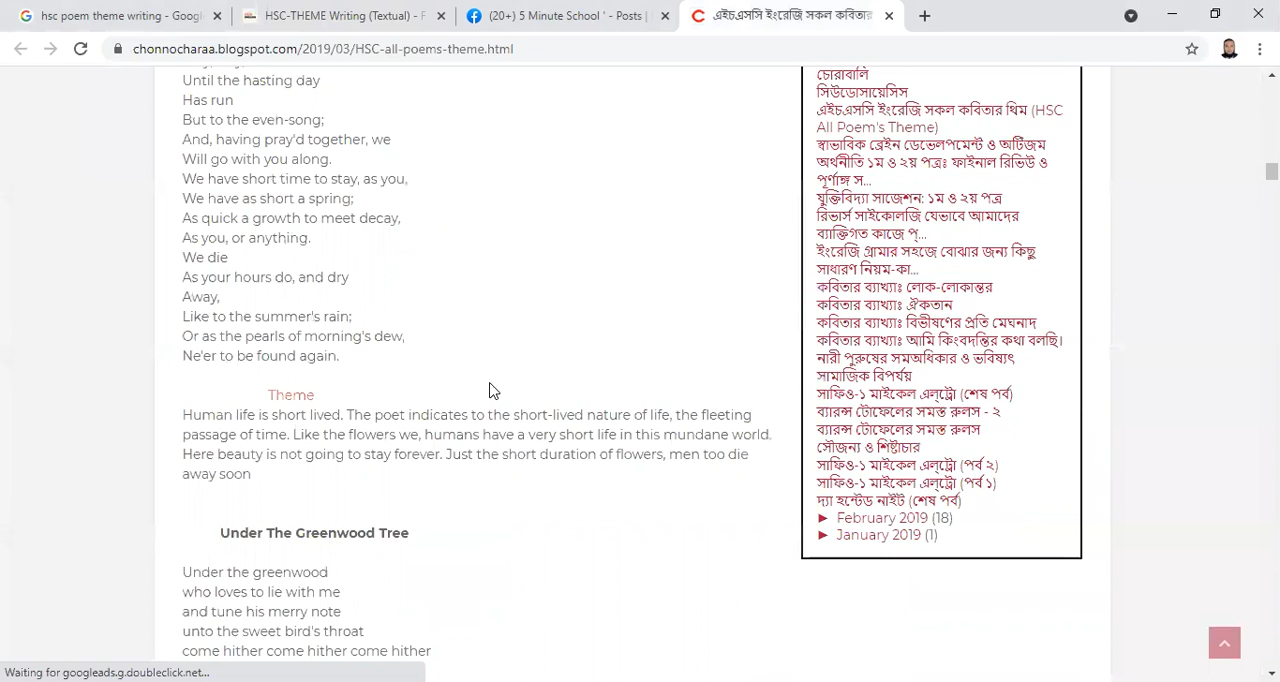 hsc poem theme writing - Goog
HSC-THEME Writing (Textual) - F
(20+) 5 Minute School ' - Posts |
এইচএসসি ইংরেজি সকল কবিতার
chonnocharaa.blogspot.com/2019/03/HSC-all-poems-theme.html
Until the hasting day
Has run
But to the even-song;
And, having pray'd together, we
Will go with you along.
We have short time to stay, as you,
We have as short a spring;
As quick a growth to meet decay,
As you, or anything.
We die
As your hours do, and dry
Away,
Like to the summer's rain;
Or as the pearls of morning's dew,
Ne'er to be found again.
Theme
Human life is short lived. The poet indicates to the short-lived nature of life, the fleeting
passage of time. Like the flowers we, humans have a very short life in this mundane world.
Here beauty is not going to stay forever. Just the short duration of flowers, men too die
away soon
Under The Greenwood Tree
Under the greenwood
who loves to lie with me
and tune his merry note
unto the sweet bird's throat
come hither come hither come hither
চোরাবালি
সিউডোসায়েসিস
এইচএসসি ইংরেজি সকল কবিতার থিম (HSC
All Poem's Theme)
স্বাভাবিক ব্রেইন ডেভেলপমেন্ট ও অটিজম
অর্থনীতি ১ম ও ২য় পত্রঃ ফাইনাল রিভিউ ও
পূর্ণাঙ্গ স...
যুক্তিবিদ্যা সাজেশন: ১ম ও ২য় পত্র
রিভার্স সাইকোলজি যেভাবে আমাদের
ব্যাক্তিগত কাজে প্...
ইংরেজি গ্রামার সহজে বোঝার জন্য কিছু
সাধারণ নিয়ম-কা...
কবিতার ব্যাখ্যাঃ লোক-লোকান্তর
কবিতার ব্যাখ্যাঃ ঐকতান
কবিতার ব্যাখ্যাঃ বিভীষণের প্রতি মেঘনাদ
কবিতার ব্যাখ্যাঃ আমি কিংবদন্তির কথা বলছি।
নারী পুরুষের সমঅধিকার ও ভবিষ্যৎ
সামাজিক বিপর্যয়
সাফিও-১ মাইকেল এল্ট্রো (শেষ পর্ব)
ব্যারন্স টোফেলের সমস্ত রুলস - ২
ব্যারন্স টোফেলের সমস্ত রুলস
সৌজন্য ও শিষ্টাচার
সাফিও-১ মাইকেল এল্ট্রো (পর্ব ২)
সাফিও-১ মাইকেল এল্ট্রো (পর্ব ১)
দ্যা হন্টেড নাইট (শেষ পর্ব)
► February 2019 (18)
► January 2019 (1)
Waiting for googleads.g.doubleclick.net...